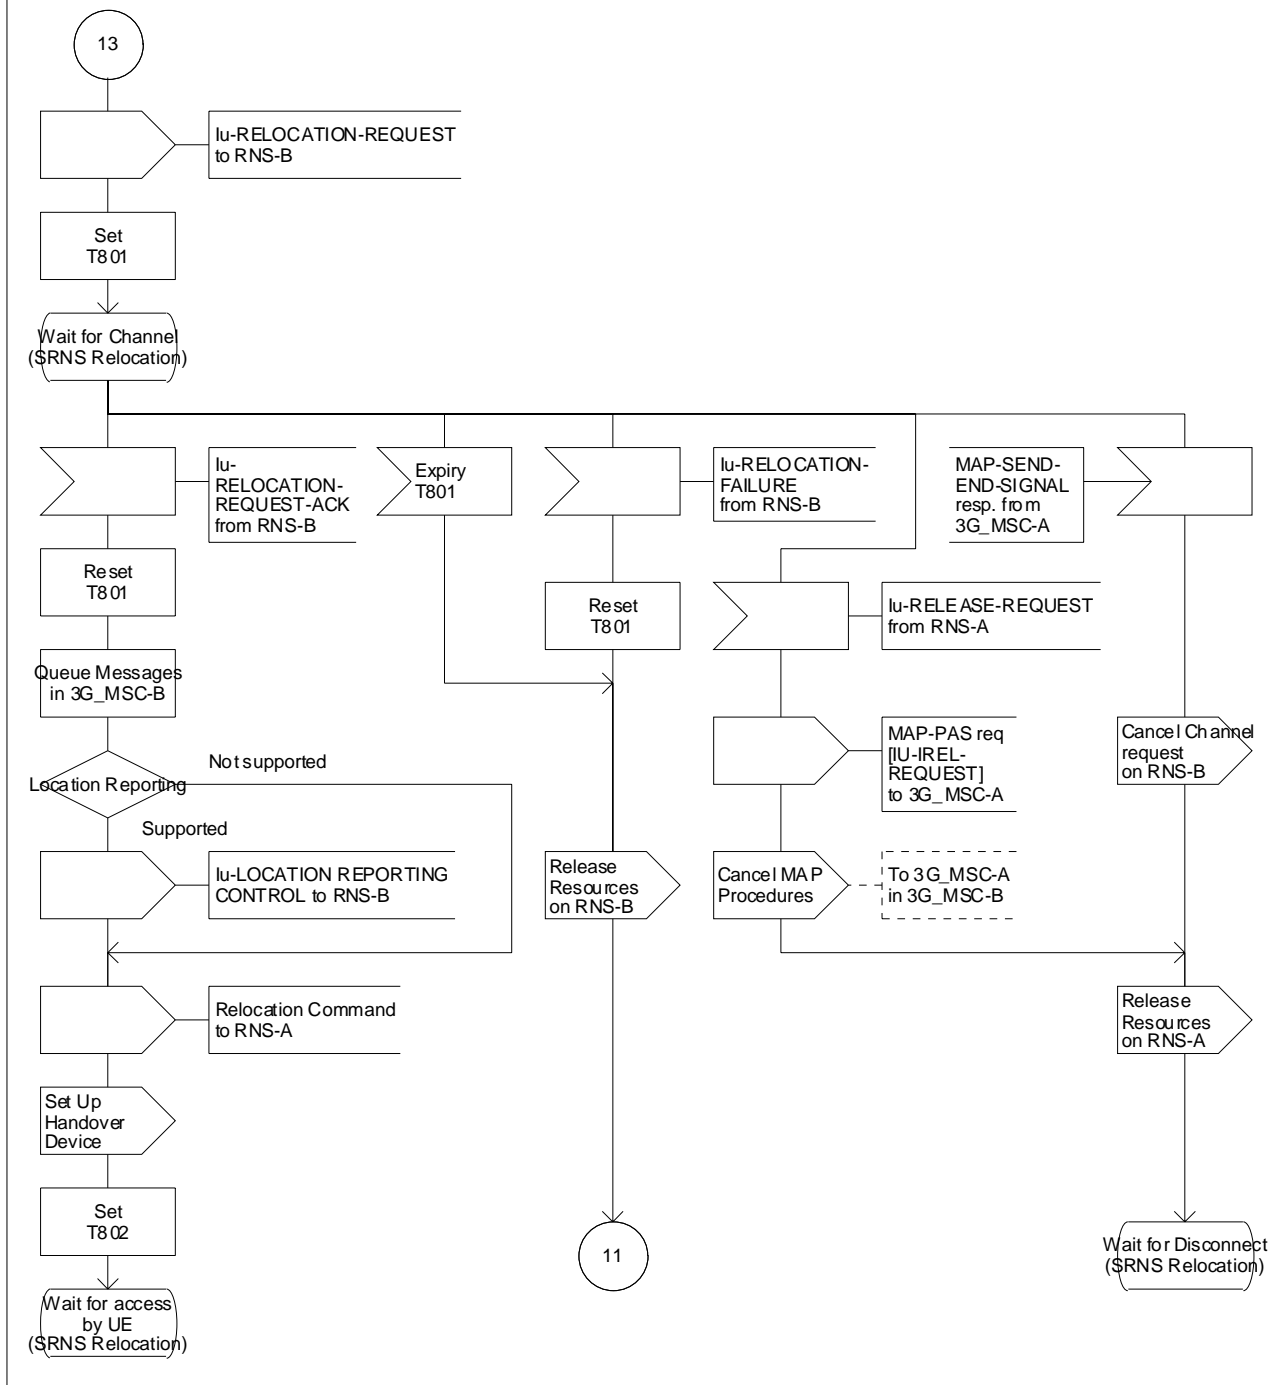 13
Iu-RELOCATION-REQUEST
to RNS-B
Set
T801
Wait for Channel
(SRNS Relocation)
Iu-
RELOCATION-
REQUEST-ACK
from RNS-B
Expiry
T801
Iu-RELOCATION-
FAILURE
from RNS-B
MAP-SEND-
END-SIGNAL
resp. from
3G_MSC-A
Reset
T801
Reset
T801
Iu-RELEASE-REQUEST
from RNS-A
Queue Messages
in 3G_MSC-B
MAP-PAS req
[IU-IREL-
REQUEST]
to 3G_MSC-A
Cancel Channel
request
on RNS-B
Location Reporting
Not supported
Supported
Iu-LOCATION REPORTING
CONTROL to RNS-B
Release
Resources
on RNS-B
Cancel MAP
Procedures
To 3G_MSC-A
in 3G_MSC-B
Relocation Command
to RNS-A
Release
Resources
on RNS-A
Set Up
Handover
Device
Set
T802
11
Wait for Disconnect
(SRNS Relocation)
Wait for access
by UE
(SRNS Relocation)